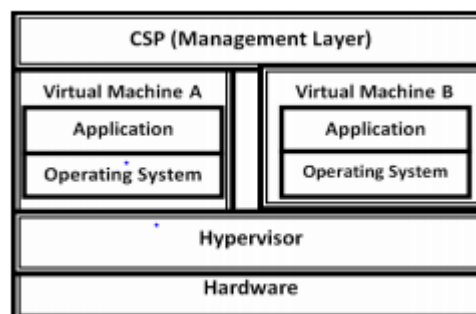 CSP (Management Layer)
Virtual Machine A
Virtual Machine B
Application
Application
Operating System
Operating System
Hypervisor
Hardware